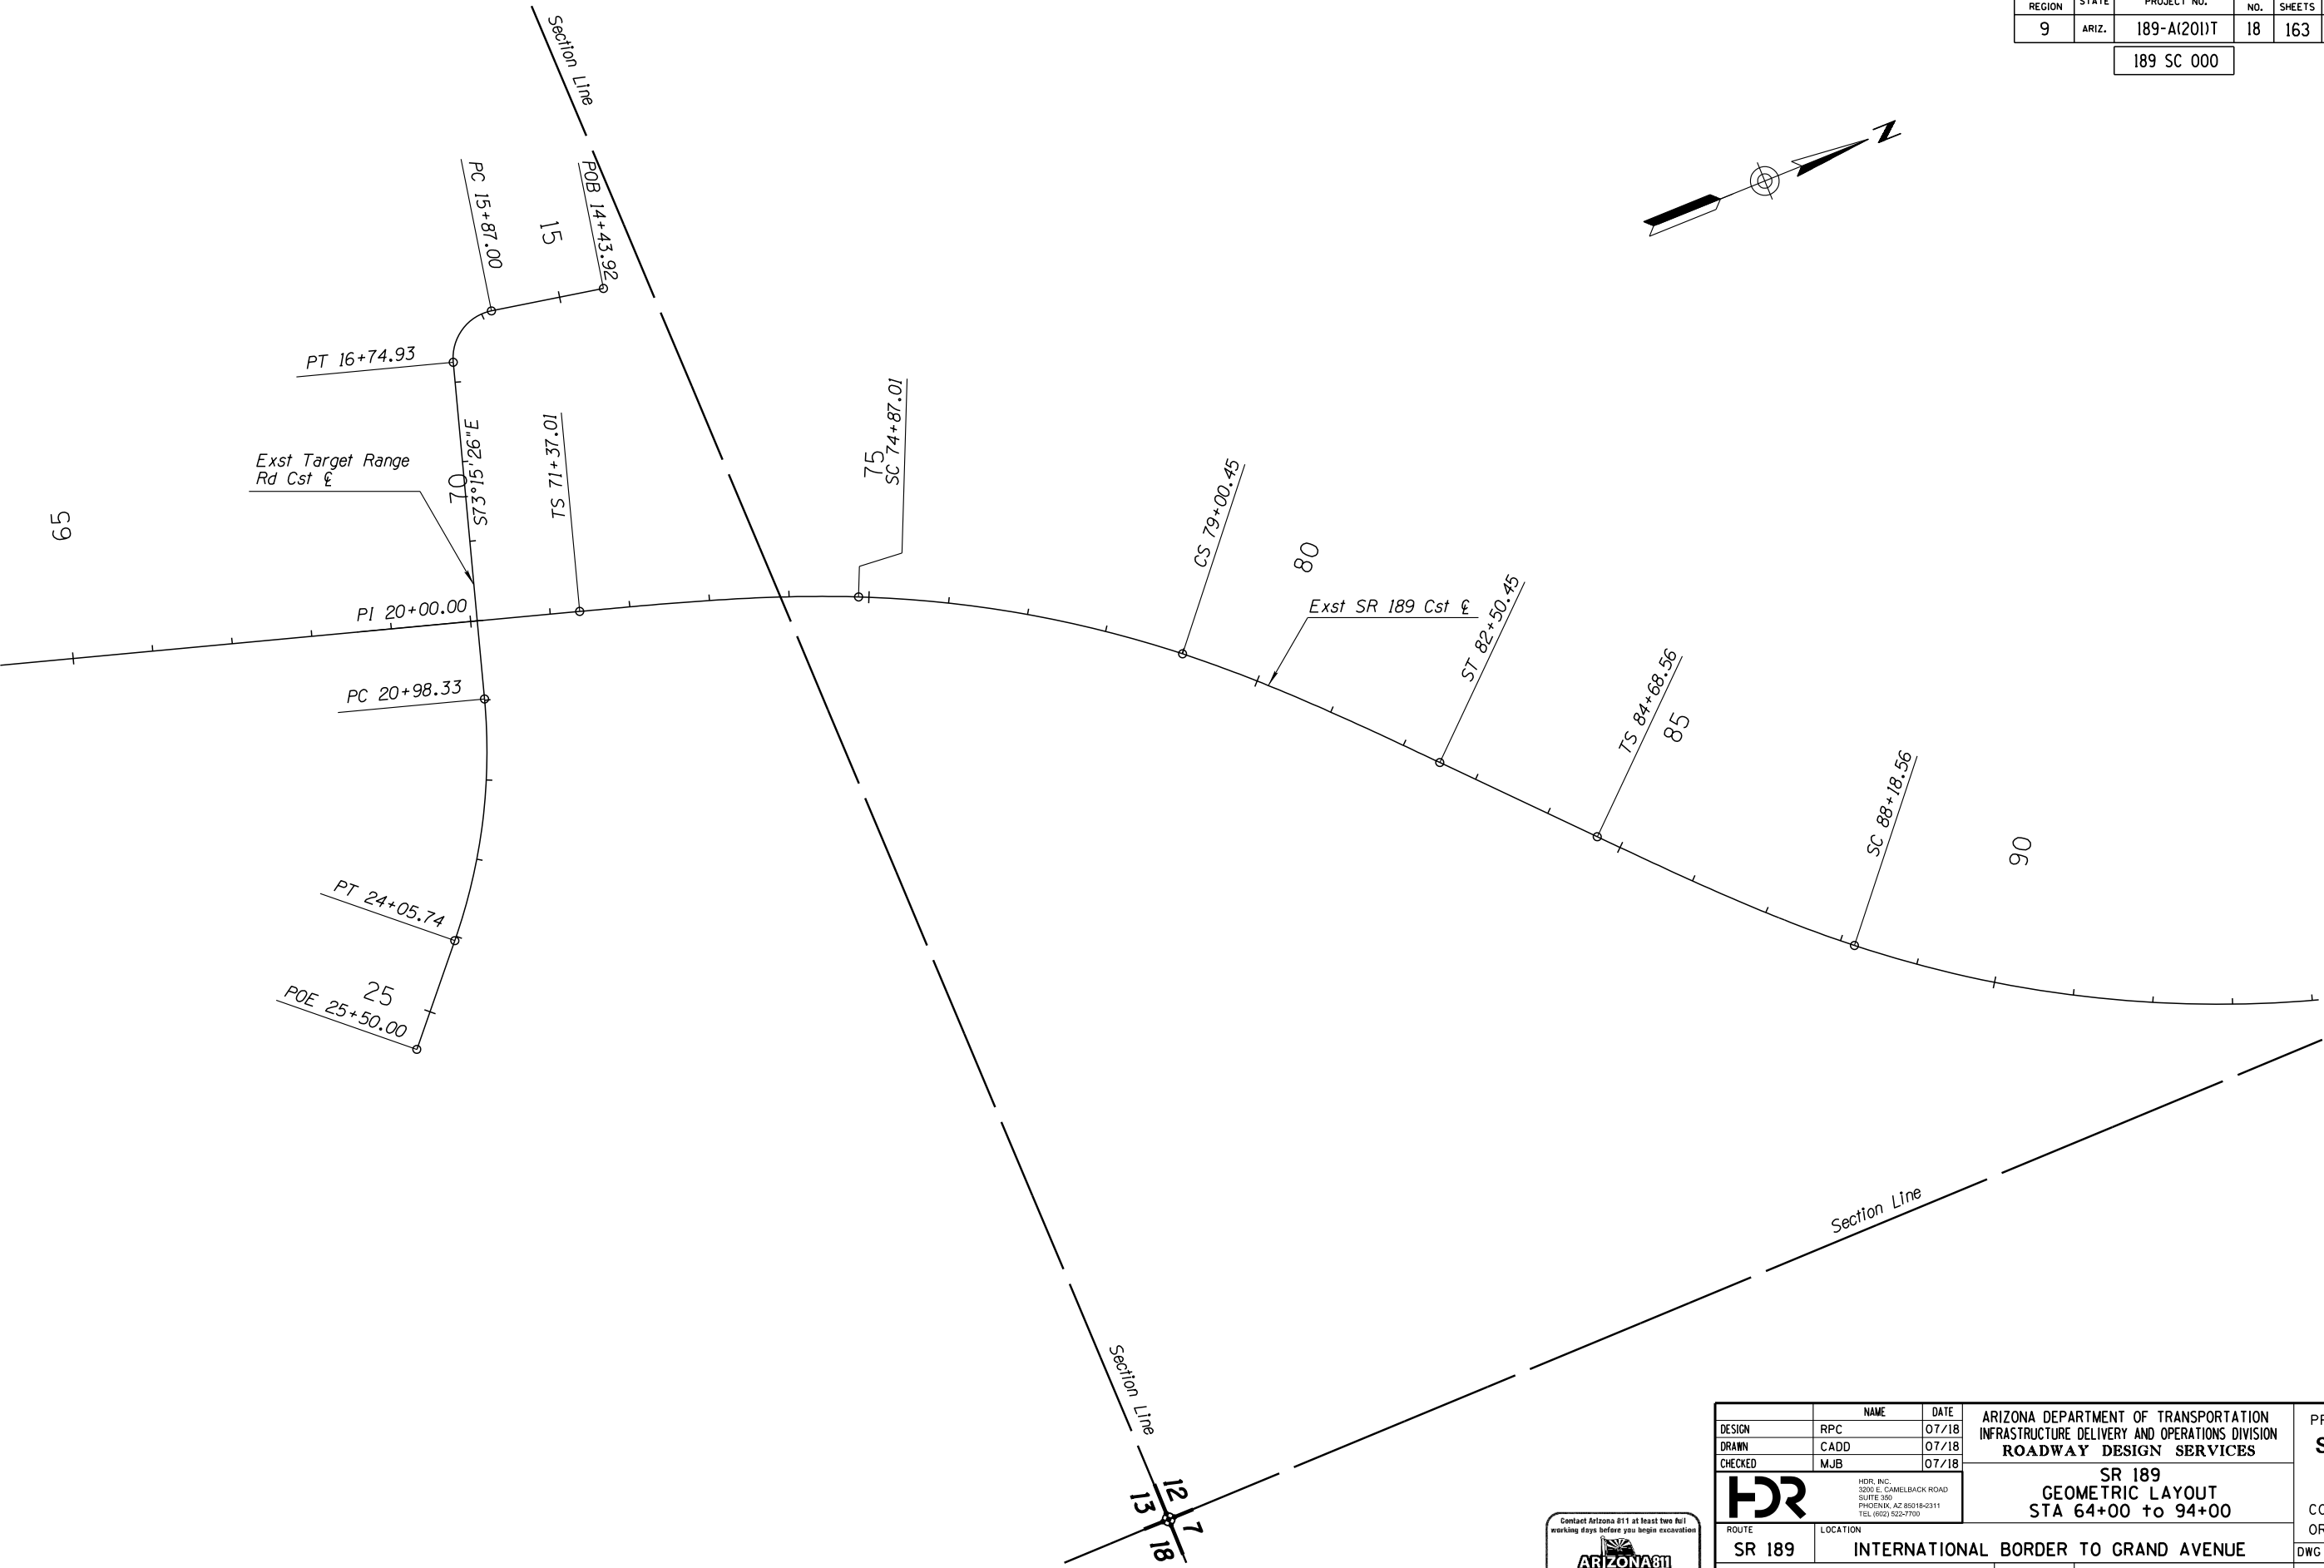 REGION STATE PROJECT NO. NO. SHEETS
9 ARIZ. 189-A(201)T 18 163
189 SC 000
Section Line
N
PC 15+87.00
15
POB 14+43.92
PT 16+74.93
S73°15'26"E
Exst Target Range
Rd Cst ℄
65
70
TS 71+37.01
75
SC 74+87.01
CS 79+00.45
80
Exst SR 189 Cst ℄
ST 82+50.45
TS 84+68.56
85
SC 88+18.56
90
PI 20+00.00
PC 20+98.33
PT 24+05.74
25
POE 25+50.00
Section Line
Section Line
12
13
7
18
Contact Arizona 811 at least two full
working days before you begin excavation
ARIZONA811
NAME DATE
DESIGN RPC 07/18
DRAWN CADD 07/18
CHECKED MJB 07/18
HDR
HDR, INC.
3200 E. CAMELBACK ROAD
SUITE 350
PHOENIX, AZ 85018-2311
TEL (602) 522-7700
ARIZONA DEPARTMENT OF TRANSPORTATION
INFRASTRUCTURE DELIVERY AND OPERATIONS DIVISION
ROADWAY DESIGN SERVICES
SR 189
GEOMETRIC LAYOUT
STA 64+00 to 94+00
ROUTE
SR 189
LOCATION
INTERNATIONAL BORDER TO GRAND AVENUE
DWG